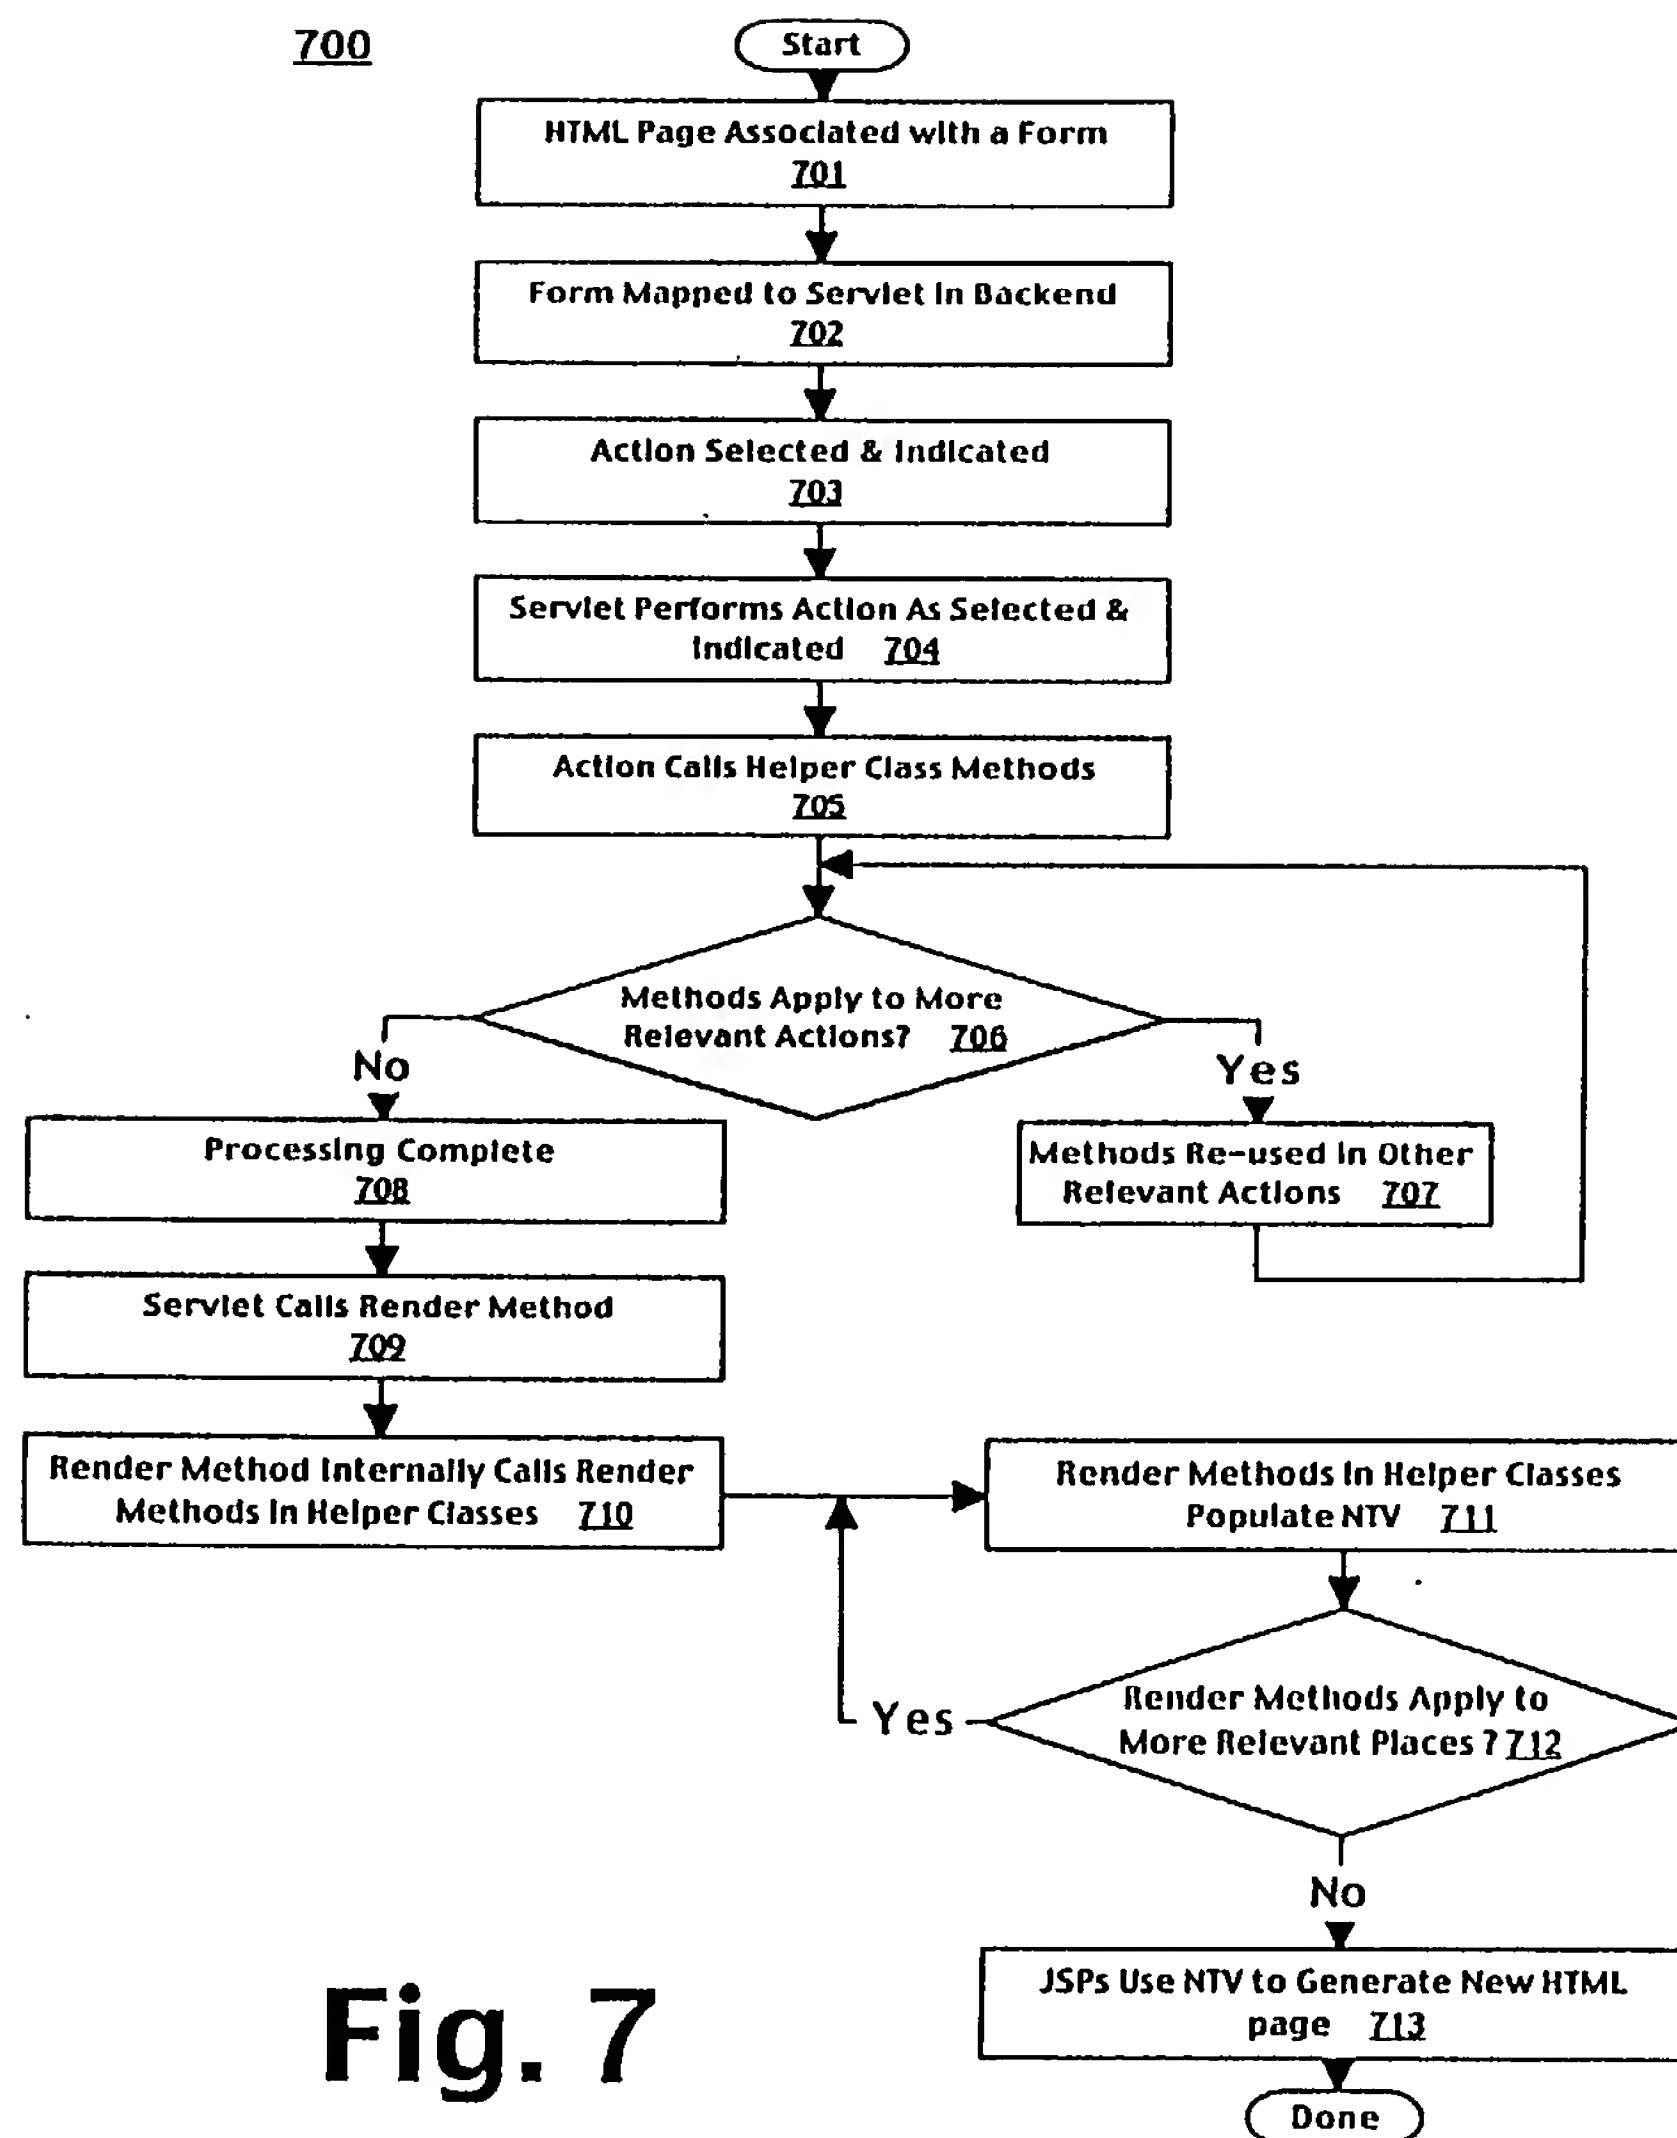 700
Start
HTML Page Associated with a Form
701
Form Mapped to Servlet In Backend
702
Action Selected & Indicated
703
Servlet Performs Action As Selected &
Indicated 704
Action Calls Helper Class Methods
705
Methods Apply to More
Relevant Actions? 706
No
Yes
Processing Complete
708
Methods Re-used In Other
Relevant Actions 707
Servlet Calls Render Method
709
Render Method Internally Calls Render
Methods In Helper Classes 710
Render Methods In Helper Classes
Populate NTV 711
Render Methods Apply to
More Relevant Places ? 712
Yes
No
JSPs Use NTV to Generate New HTML
page 713
Done
Fig. 7